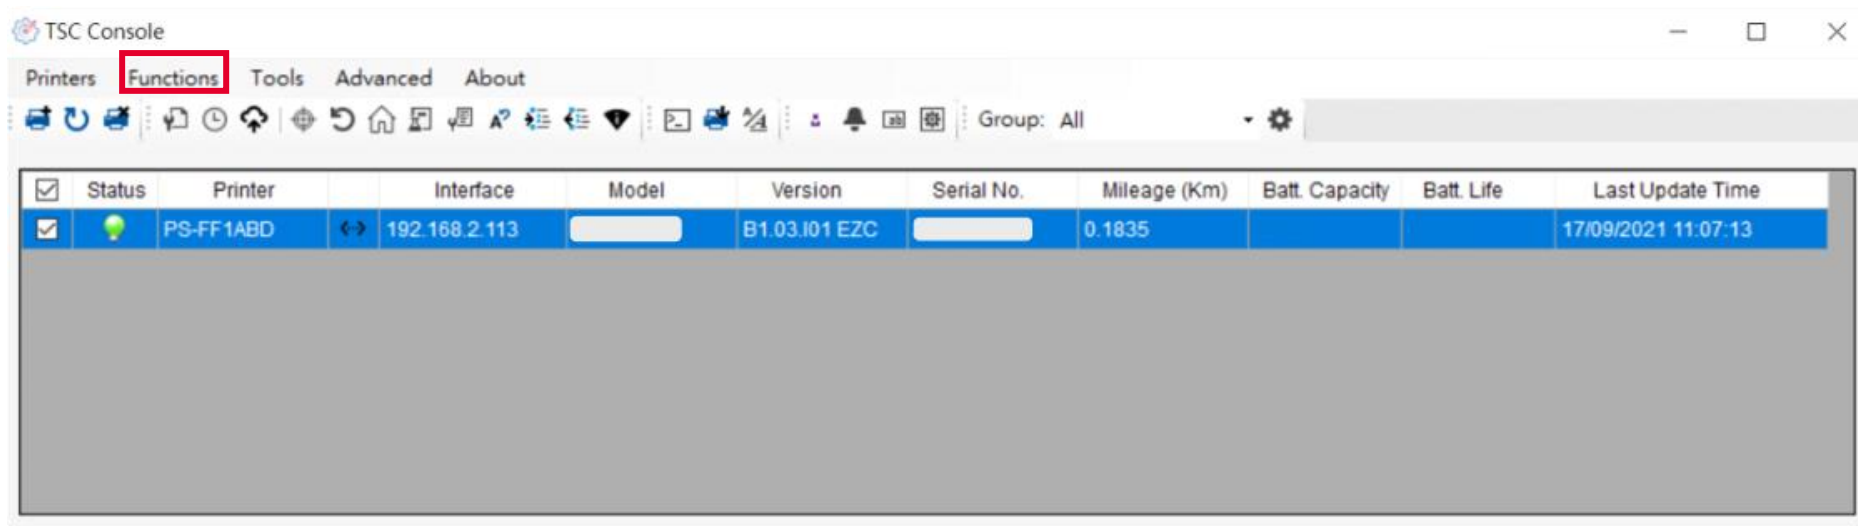 TSC Console
Printers Functions Tools Advanced About
Group: All
Status Printer Interface Model Version Serial No. Mileage (Km) Batt. Capacity Batt. Life Last Update Time
PS-FF1ABD 192.168.2.113 B1.03.I01 EZC 0.1835 17/09/2021 11:07:13